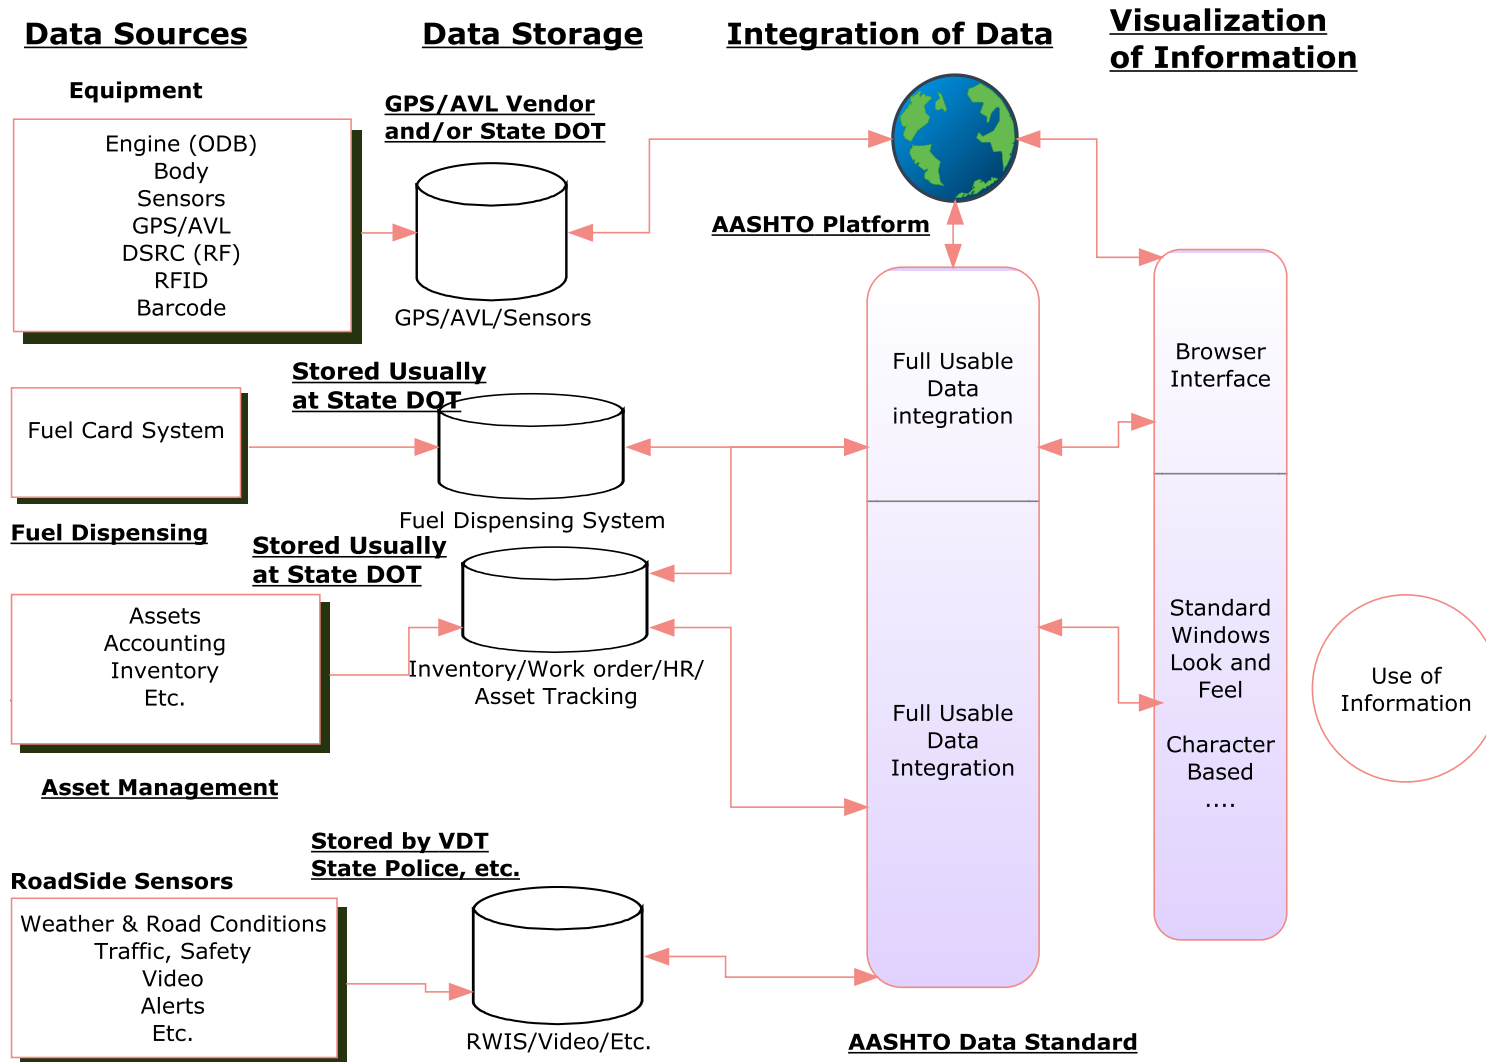 Data Sources
Data Storage
Integration of Data
Visualization
of Information
Equipment
Engine (ODB)
Body
Sensors
GPS/AVL
DSRC (RF)
RFID
Barcode
GPS/AVL Vendor
and/or State DOT
GPS/AVL/Sensors
AASHTO Platform
Fuel Card System
Fuel Dispensing
Stored Usually
at State DOT
Fuel Dispensing System
Full Usable
Data
integration
Browser
Interface
Stored Usually
at State DOT
Assets
Accounting
Inventory
Etc.
Asset Management
Inventory/Work order/HR/
Asset Tracking
Full Usable
Data
Integration
Standard
Windows
Look and
Feel
Character
Based
....
Use of
Information
Stored by VDT
State Police, etc.
RoadSide Sensors
Weather & Road Conditions
Traffic, Safety
Video
Alerts
Etc.
RWIS/Video/Etc.
AASHTO Data Standard